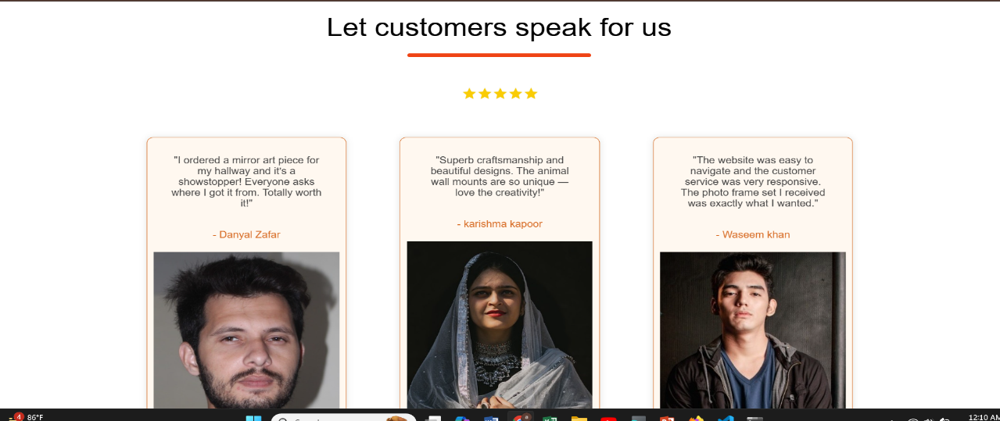 Let customers speak for us
"I ordered a mirror art piece for
my hallway and it's a
showstopper! Everyone asks
where I got it from. Totally worth
it!"
- Danyal Zafar
"Superb craftsmanship and
beautiful designs. The animal
wall mounts are so unique —
love the creativity!"
- karishma kapoor
"The website was easy to
navigate and the customer
service was very responsive.
The photo frame set I received
was exactly what I wanted."
- Waseem khan
4
86°F
12:10 AM